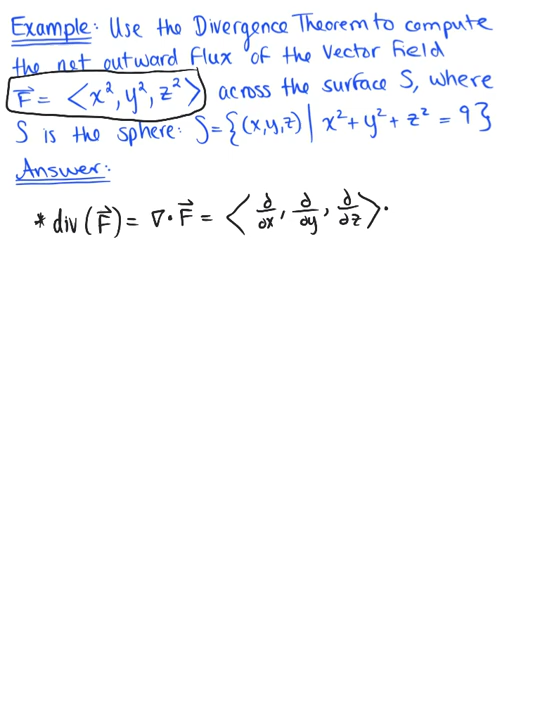 Example: Use the Divergence Theorem to compute
the net outward flux of the Vector Field
F⃗ = ⟨x², y², z²⟩ across the surface S, where
S is the sphere: S={(x,y,z) | x²+y²+z² = 9}
Answer:
* div(F⃗) = ∇·F⃗ = ⟨∂/∂x, ∂/∂y, ∂/∂z⟩·